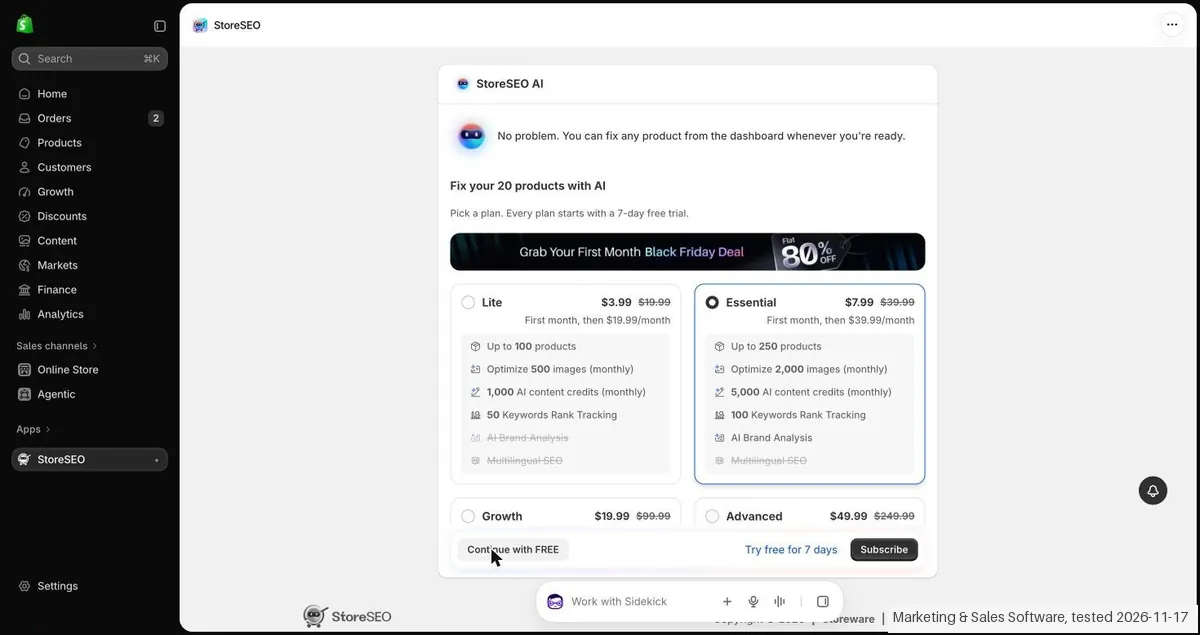 StoreSEO
Search ⌘K
Home
Orders 2
Products
Customers
Growth
Discounts
Content
Markets
Finance
Analytics
Sales channels >
Online Store
Agentic
Apps >
StoreSEO
Settings
StoreSEO AI
No problem. You can fix any product from the dashboard whenever you're ready.
Fix your 20 products with AI
Pick a plan. Every plan starts with a 7-day free trial.
Grab Your First Month Black Friday Deal Flat 80% OFF
Lite $3.99 $19.99
First month, then $19.99/month
Up to 100 products
Optimize 500 images (monthly)
1,000 AI content credits (monthly)
50 Keywords Rank Tracking
AI Brand Analysis
Multilingual SEO
Essential $7.99 $39.99
First month, then $39.99/month
Up to 250 products
Optimize 2,000 images (monthly)
5,000 AI content credits (monthly)
100 Keywords Rank Tracking
AI Brand Analysis
Multilingual SEO
Growth $19.99 $99.99
Advanced $49.99 $249.99
Continue with FREE
Try free for 7 days
Subscribe
Work with Sidekick
StoreSEO
Marketing & Sales Software, tested 2026-11-17